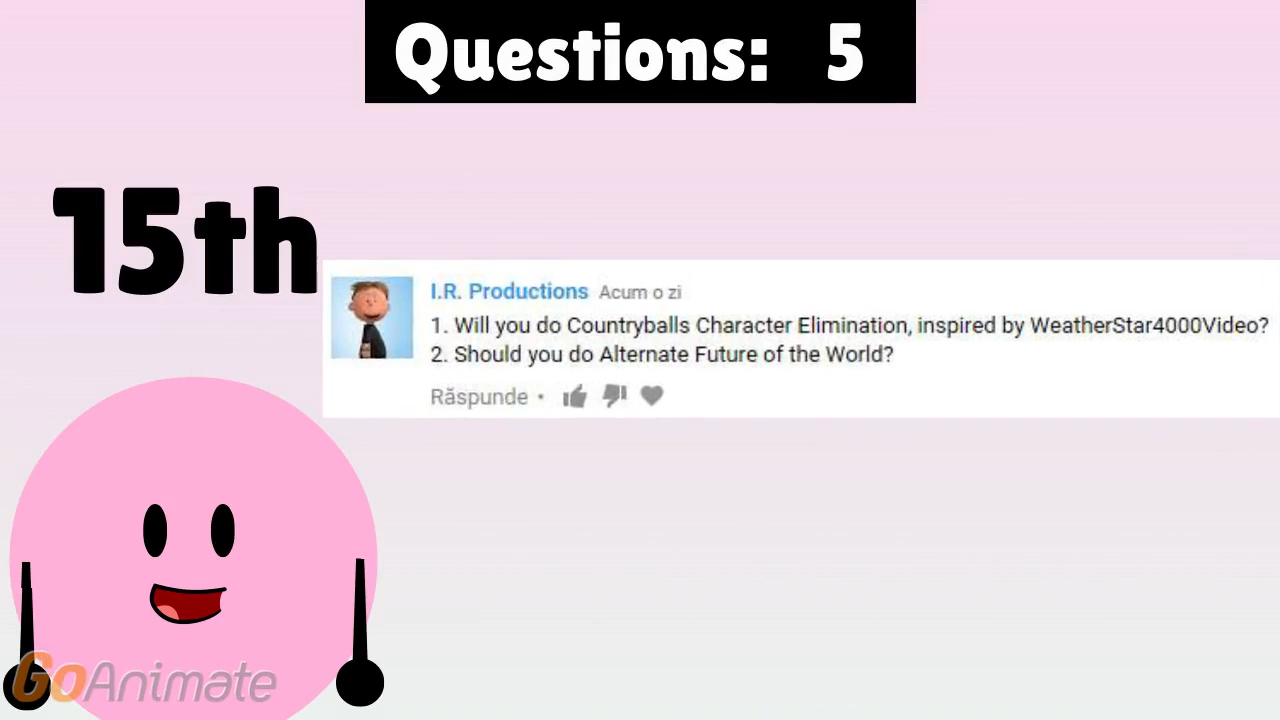 Questions: 5
15th
I.R. Productions Acum o zi
1. Will you do Countryballs Character Elimination, inspired by WeatherStar4000Video?
2. Should you do Alternate Future of the World?
Răspunde •
GoAnimate